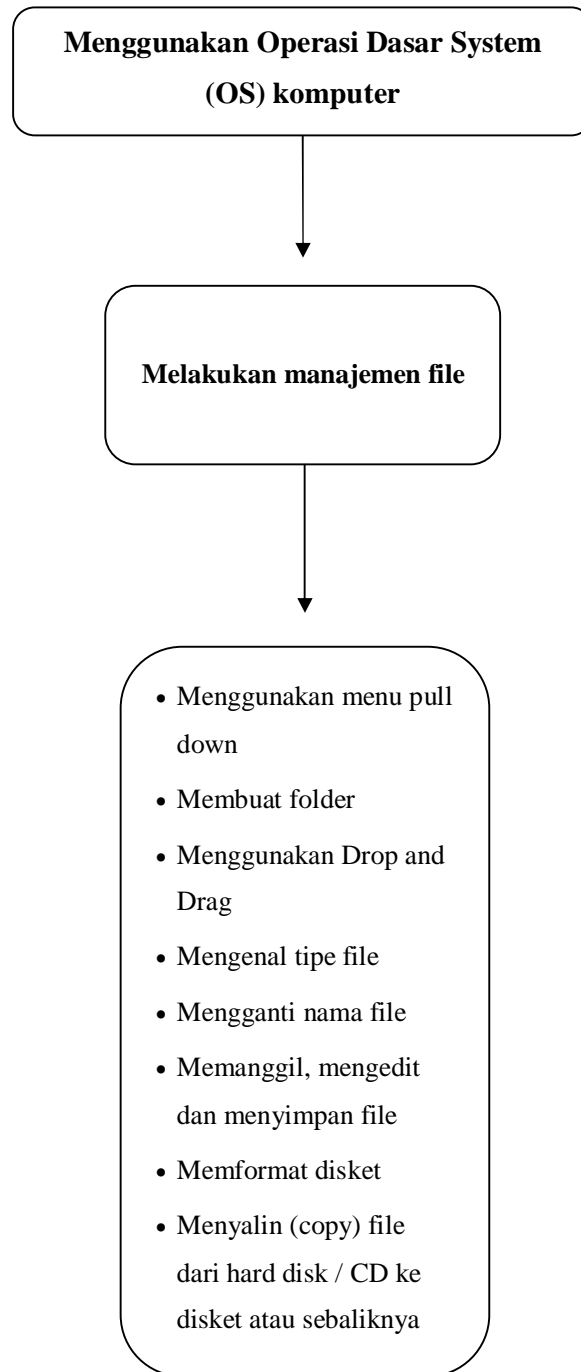 Menggunakan Operasi Dasar System
(OS) komputer
Melakukan manajemen file
• Menggunakan menu pull
down
• Membuat folder
• Menggunakan Drop and
Drag
• Mengenal tipe file
• Mengganti nama file
• Memanggil, mengedit
dan menyimpan file
• Memformat disket
• Menyalin (copy) file
dari hard disk / CD ke
disket atau sebaliknya